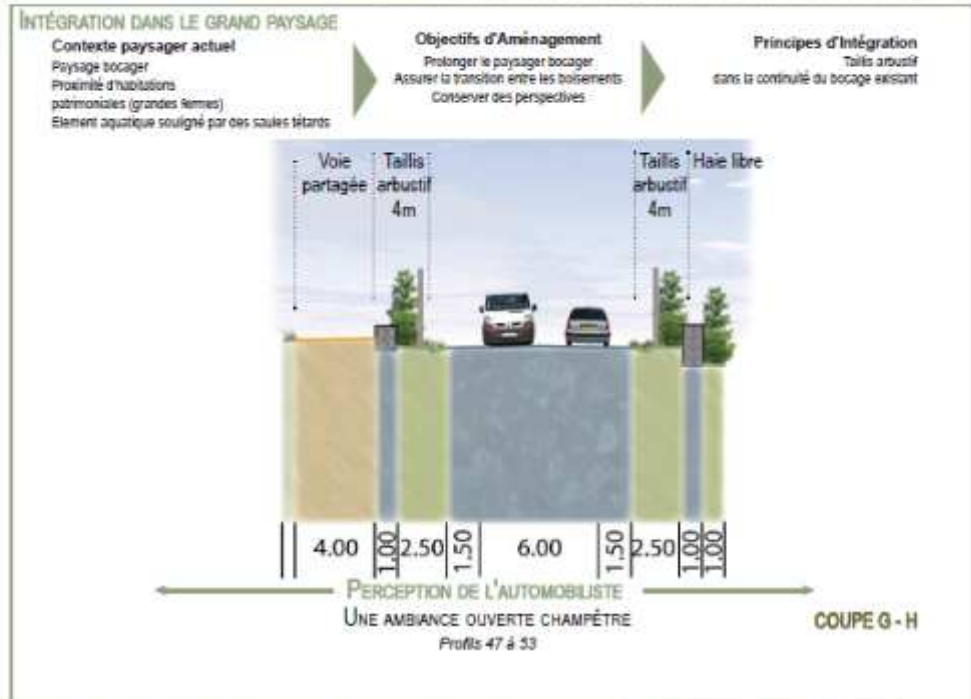 INTÉGRATION DANS LE GRAND PAYSAGE
Contexte paysager actuel
Paysage bocager
Proximité d'habitations
patrimoniales (grandes fermes)
Element aquatique souligné par des saules têtards
Objectifs d'Aménagement
Prolonger le paysager bocager
Assurer la transition entre les boisements
Conserver des perspectives
Principes d'Intégration
Taillis arbustif
dans la continuité du bocage existant
Voie
partagée
Taillis
arbustif
4m
Taillis
arbustif
4m
Haie libre
4.00
1.00
2.50
1.50
6.00
1.50
2.50
1.00
1.00
PERCEPTION DE L'AUTOMOBILISTE
UNE AMBIANCE OUVERTE CHAMPÊTRE
Profils 47 à 53
COUPE G - H